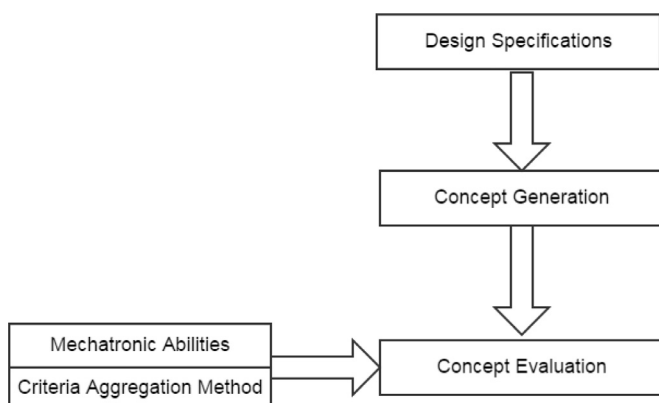 Design Specifications
Concept Generation
Mechatronic Abilities
Criteria Aggregation Method
Concept Evaluation